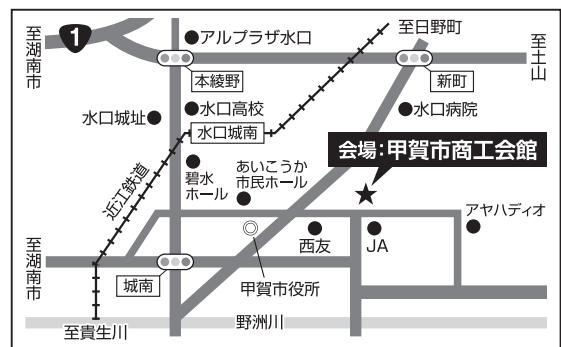 至湖南市
1
アルプラザ水口
至日野町
至土山
本綾野
新町
水口高校
水口城址
水口城南
水口病院
会場:甲賀市商工会館
近江鉄道
碧水
ホール
あいこうか
市民ホール
アヤハディオ
西友
JA
至湖南市
城南
甲賀市役所
至貴生川
野洲川